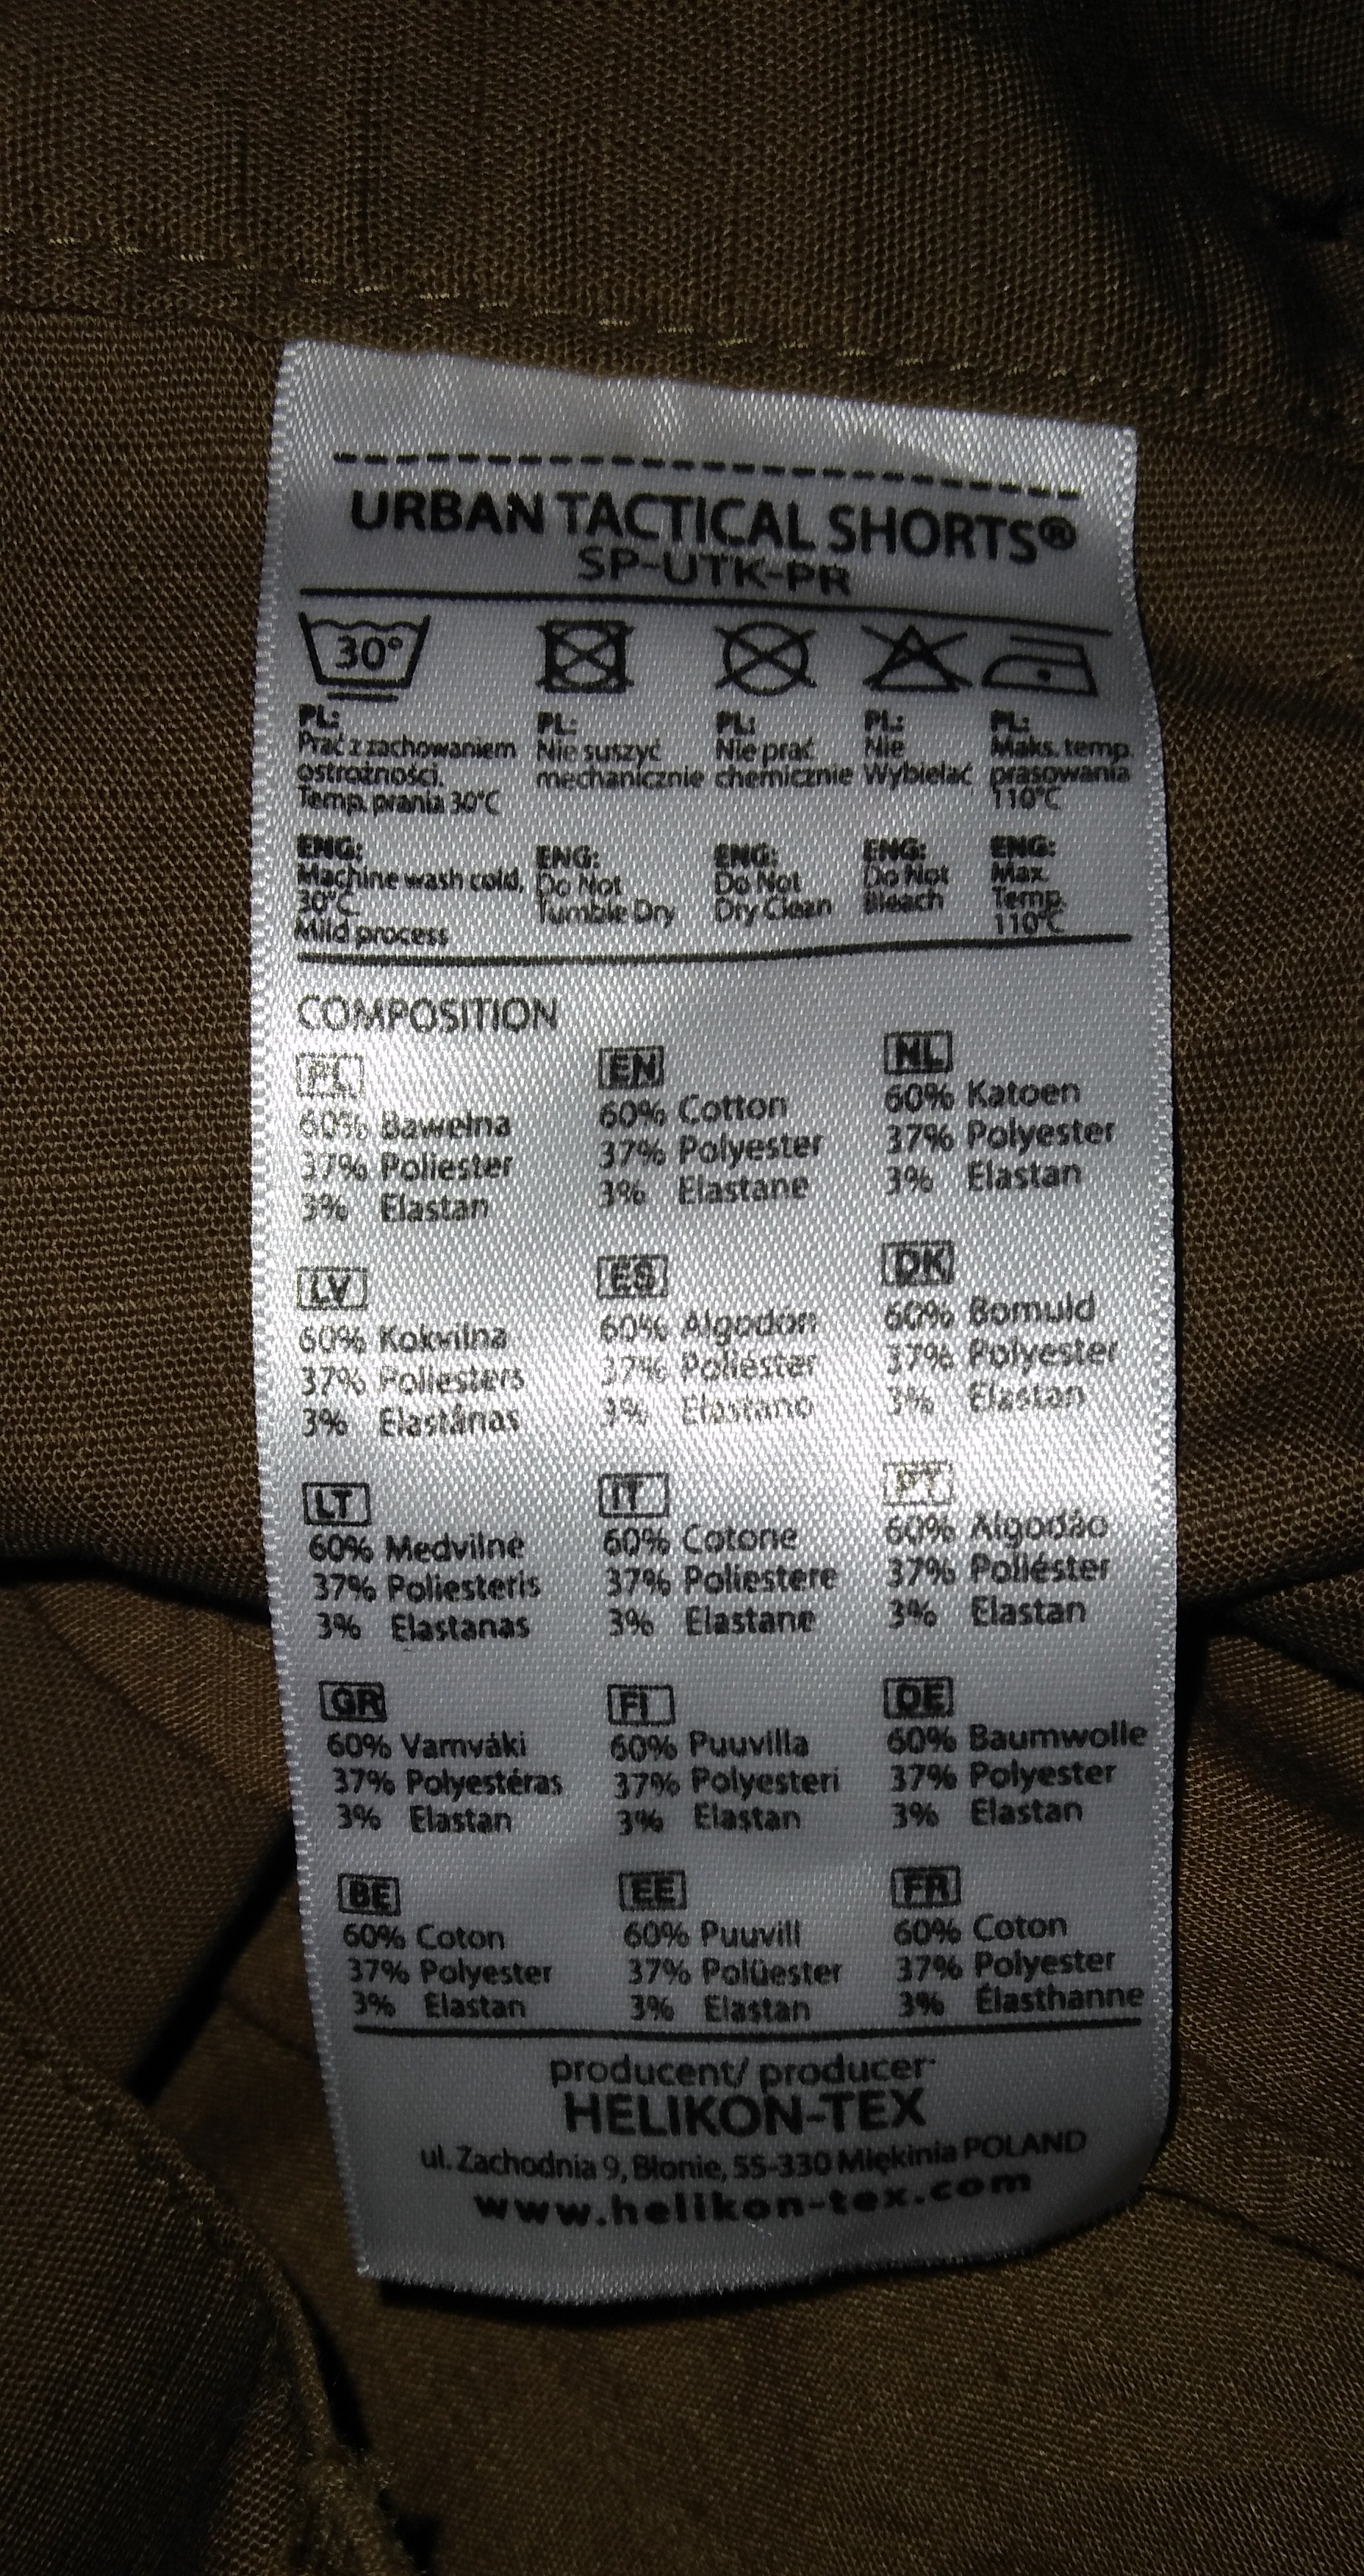 URBAN TACTICAL SHORTS®
SP-UTK-PR
30°
PL:
Prać z zachowaniem
ostrożności.
Temp. prania 30°C
PL:
Nie suszyć
mechanicznie
PL:
Nie prać
chemicznie
PL:
Nie
Wybielać
PL:
Maks. temp.
prasowania
110°C
ENG:
Machine wash cold,
30°C
Mild process
ENG:
Do Not
Tumble Dry
ENG:
Do Not
Dry Clean
ENG:
Do Not
Bleach
ENG:
Max.
Temp.
110°C
COMPOSITION
PL
60% Bawełna
37% Poliester
3% Elastan
EN
60% Cotton
37% Polyester
3% Elastane
NL
60% Katoen
37% Polyester
3% Elastan
LV
60% Kokvilna
37% Poliesters
3% Elastånas
ES
60% Algodón
37% Poliéster
3% Elastano
DK
60% Bomuld
37% Polyester
3% Elastan
LT
60% Medvilnė
37% Poliesteris
3% Elastanas
IT
60% Cotone
37% Poliestere
3% Elastane
PT
60% Algodão
37% Poliéster
3% Elastan
GR
60% Vamváki
37% Polyestéras
3% Elastan
FI
60% Puuvilla
37% Polyesteri
3% Elastan
DE
60% Baumwolle
37% Polyester
3% Elastan
BE
60% Coton
37% Polyester
3% Elastan
EE
60% Puuvill
37% Polüester
3% Elastan
FR
60% Coton
37% Polyester
3% Élasthanne
producent/ producer
HELIKON-TEX
ul. Zachodnia 9, Błonie, 55-330 Miękinia POLAND
www.helikon-tex.com